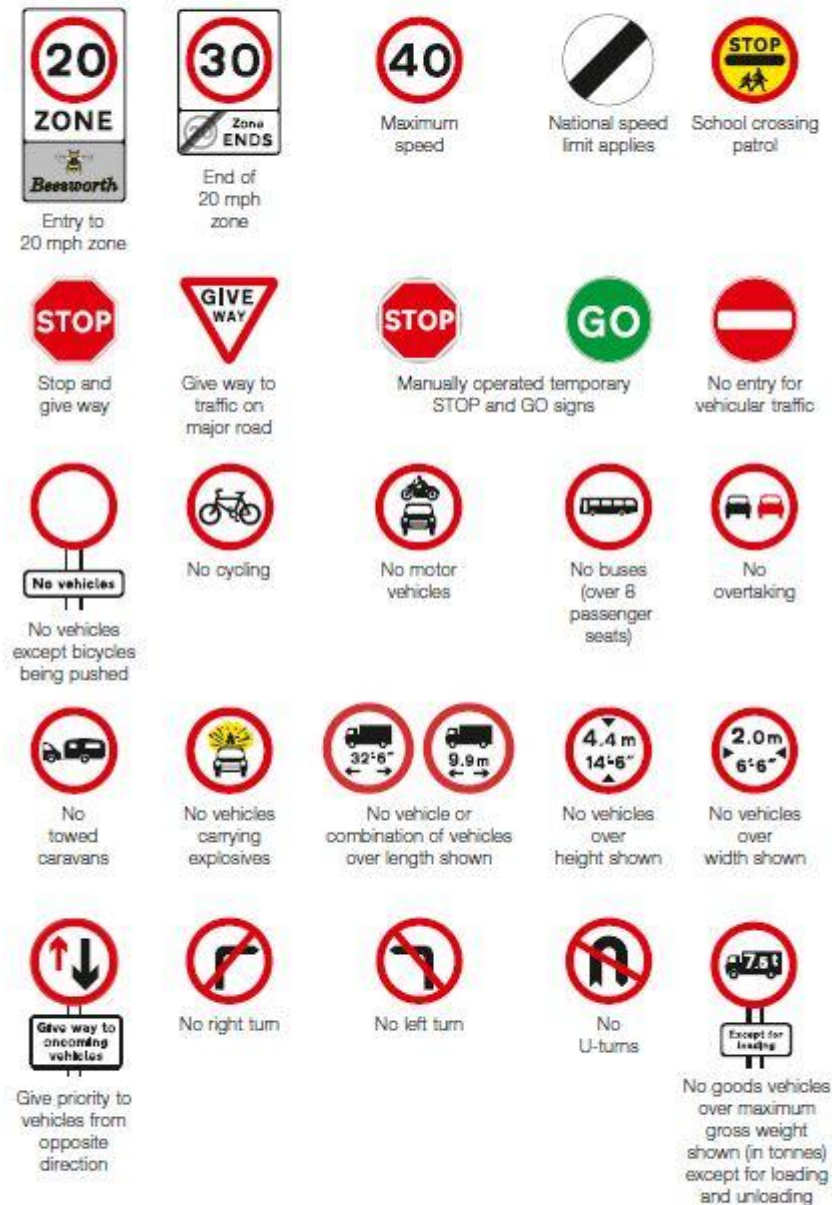 20
ZONE
Beesworth
Entry to
20 mph zone
30
20
Zone
ENDS
End of
20 mph
zone
40
Maximum
speed
National speed
limit applies
STOP
School crossing
patrol
STOP
Stop and
give way
GIVE
WAY
Give way to
traffic on
major road
STOP
GO
Manually operated temporary
STOP and GO signs
No entry for
vehicular traffic
No vehicles
No vehicles
except bicycles
being pushed
No cycling
No motor
vehicles
No buses
(over 8
passenger
seats)
No
overtaking
No
towed
caravans
No vehicles
carrying
explosives
32'6"
9.9m
No vehicle or
combination of vehicles
over length shown
4.4m
14'6"
No vehicles
over
height shown
2.0m
6'6"
No vehicles
over
width shown
Give way to
oncoming
vehicles
Give priority to
vehicles from
opposite
direction
No right turn
No left turn
No
U-turns
7.5t
Except for
loading
No goods vehicles
over maximum
gross weight
shown (in tonnes)
except for loading
and unloading